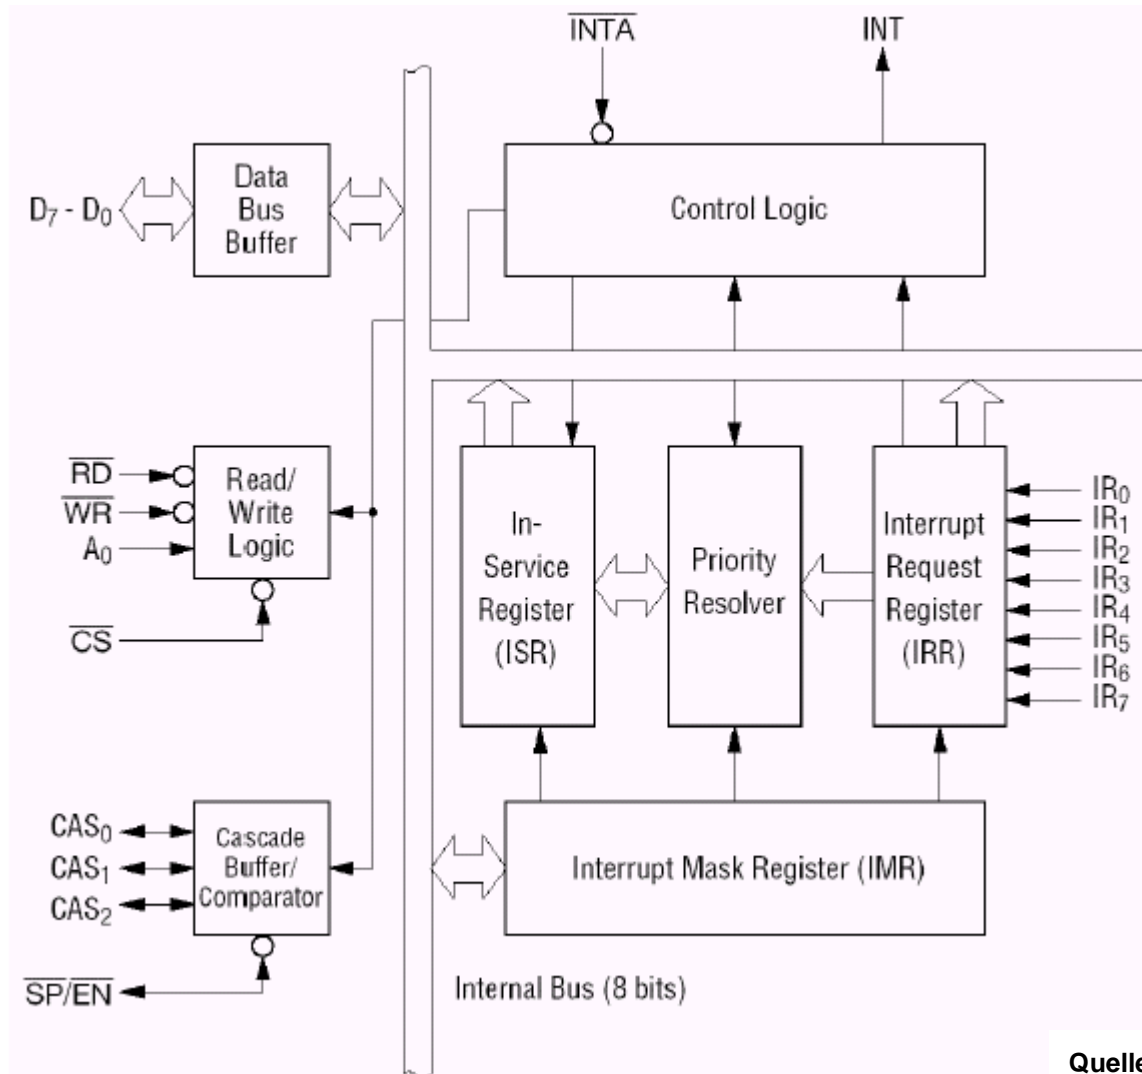 INTA
INT
D7 - D0
Data
Bus
Buffer
Control Logic
RD
WR
A0
CS
Read/
Write
Logic
In-
Service
Register
(ISR)
Priority
Resolver
Interrupt
Request
Register
(IRR)
IR0
IR1
IR2
IR3
IR4
IR5
IR6
IR7
CAS0
CAS1
CAS2
SP/EN
Cascade
Buffer/
Comparator
Interrupt Mask Register (IMR)
Internal Bus (8 bits)
Quelle